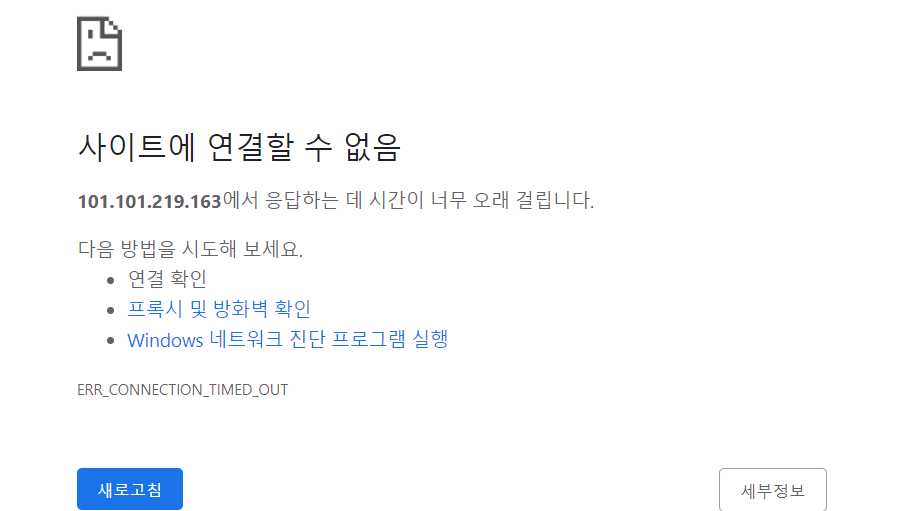 사이트에 연결할 수 없음
101.101.219.163에서 응답하는 데 시간이 너무 오래 걸립니다.
다음 방법을 시도해 보세요.
연결 확인
프록시 및 방화벽 확인
Windows 네트워크 진단 프로그램 실행
ERR_CONNECTION_TIMED_OUT
새로고침
세부정보